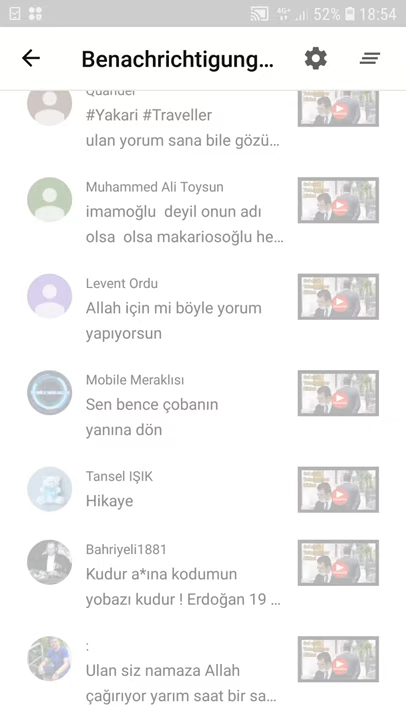 4G+ 52% 18:54
Benachrichtigung...
Quander
#Yakari #Traveller
ulan yorum sana bile gözü...
Muhammed Ali Toysun
imamoğlu deyil onun adı
olsa olsa makariosoğlu he...
Levent Ordu
Allah için mi böyle yorum
yapıyorsun
Mobile Meraklısı
Sen bence çobanın
yanına dön
Tansel IŞIK
Hikaye
Bahriyeli1881
Kudur a*ına kodumun
yobazı kudur ! Erdoğan 19 ...
:
Ulan siz namaza Allah
çağırıyor yarım saat bir sa...